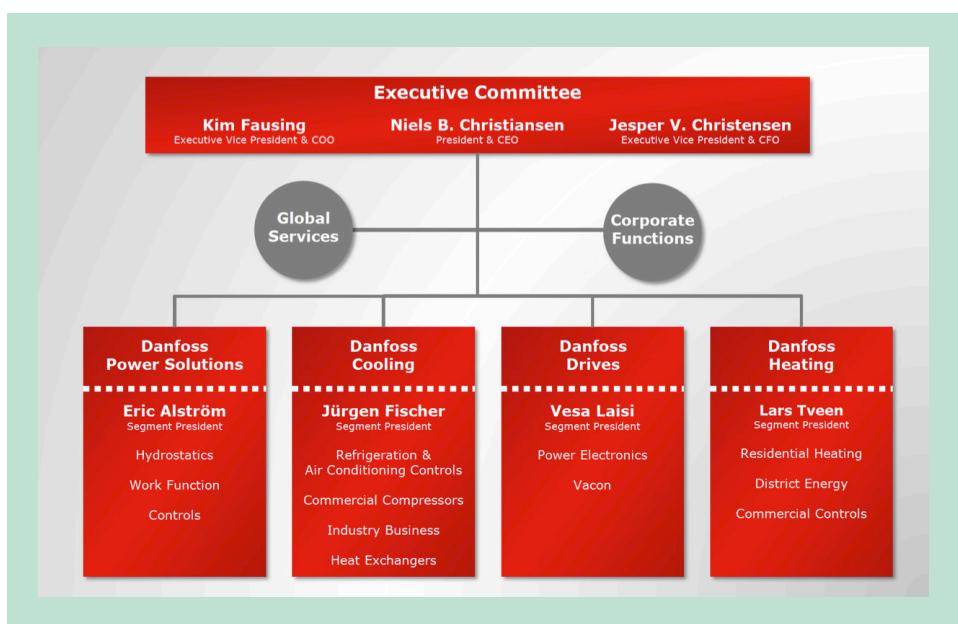 Executive Committee
Kim Fausing
Executive Vice President & COO
Niels B. Christiansen
President & CEO
Jesper V. Christensen
Executive Vice President & CFO
Global
Services
Corporate
Functions
Danfoss
Power Solutions
Eric Alström
Segment President
Hydrostatics
Work Function
Controls
Danfoss
Cooling
Jürgen Fischer
Segment President
Refrigeration &
Air Conditioning Controls
Commercial Compressors
Industry Business
Heat Exchangers
Danfoss
Drives
Vesa Laisi
Segment President
Power Electronics
Vacon
Danfoss
Heating
Lars Tveen
Segment President
Residential Heating
District Energy
Commercial Controls